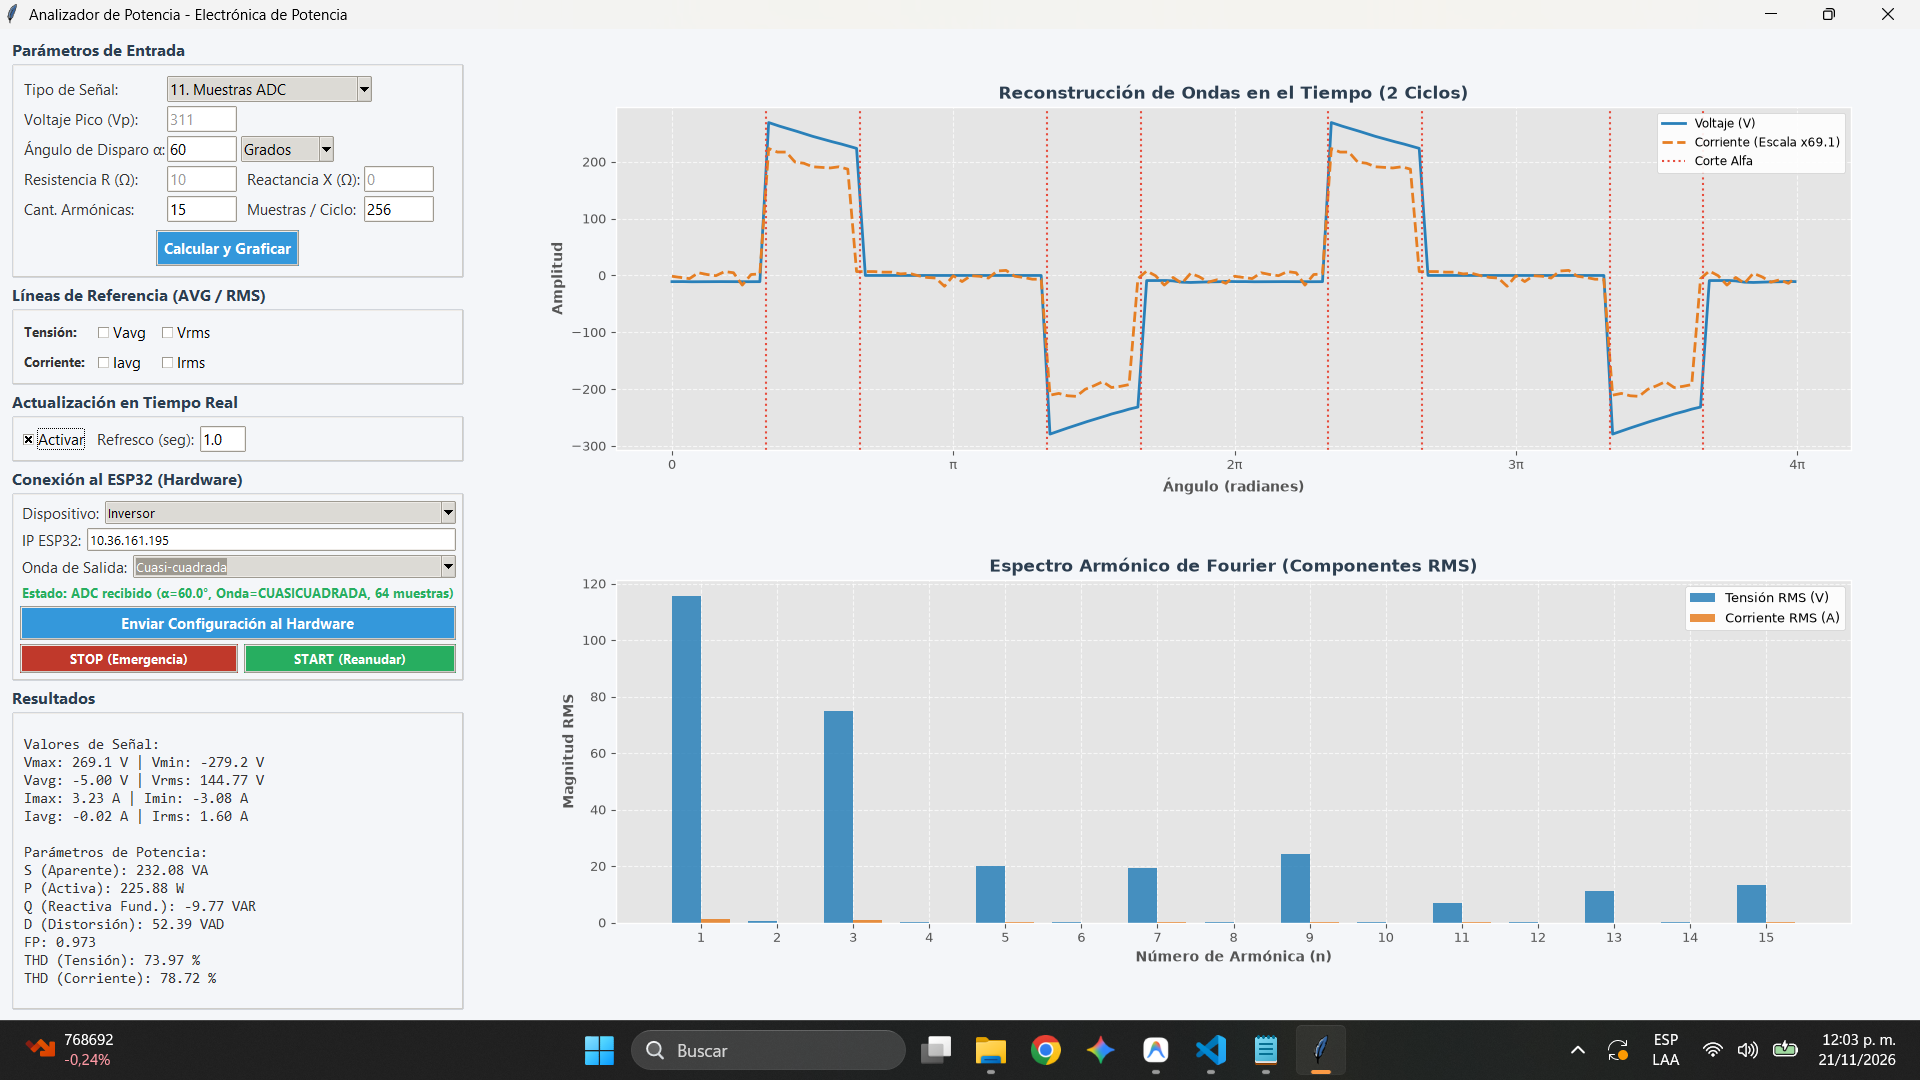 Analizador de Potencia - Electrónica de Potencia
Parámetros de Entrada
Tipo de Señal: 11. Muestras ADC
Voltaje Pico (Vp): 311
Ángulo de Disparo α: 60 Grados
Resistencia R (Ω): 10 Reactancia X (Ω): 0
Cant. Armónicas: 15 Muestras / Ciclo: 256
Calcular y Graficar
Líneas de Referencia (AVG / RMS)
Tensión: Vavg Vrms
Corriente: Iavg Irms
Actualización en Tiempo Real
Activar Refresco (seg): 1.0
Conexión al ESP32 (Hardware)
Dispositivo: Inversor
IP ESP32: 10.36.161.195
Onda de Salida: Cuasi-cuadrada
Estado: ADC recibido (α=60.0°, Onda=CUASICUADRADA, 64 muestras)
Enviar Configuración al Hardware
STOP (Emergencia) START (Reanudar)
Resultados
Valores de Señal:
Vmax: 269.1 V | Vmin: -279.2 V
Vavg: -5.00 V | Vrms: 144.77 V
Imax: 3.23 A | Imin: -3.08 A
Iavg: -0.02 A | Irms: 1.60 A
Parámetros de Potencia:
S (Aparente): 232.08 VA
P (Activa): 225.88 W
Q (Reactiva Fund.): -9.77 VAR
D (Distorsión): 52.39 VAD
FP: 0.973
THD (Tensión): 73.97 %
THD (Corriente): 78.72 %
Reconstrucción de Ondas en el Tiempo (2 Ciclos)
Voltaje (V)
Corriente (Escala x69.1)
Corte Alfa
Amplitud
200
100
0
−100
−200
−300
0 π 2π 3π 4π
Ángulo (radianes)
Espectro Armónico de Fourier (Componentes RMS)
Tensión RMS (V)
Corriente RMS (A)
Magnitud RMS
120
100
80
60
40
20
0
1 2 3 4 5 6 7 8 9 10 11 12 13 14 15
Número de Armónica (n)
768692
-0,24%
Buscar
ESP
LAA
12:03 p. m.
21/11/2026